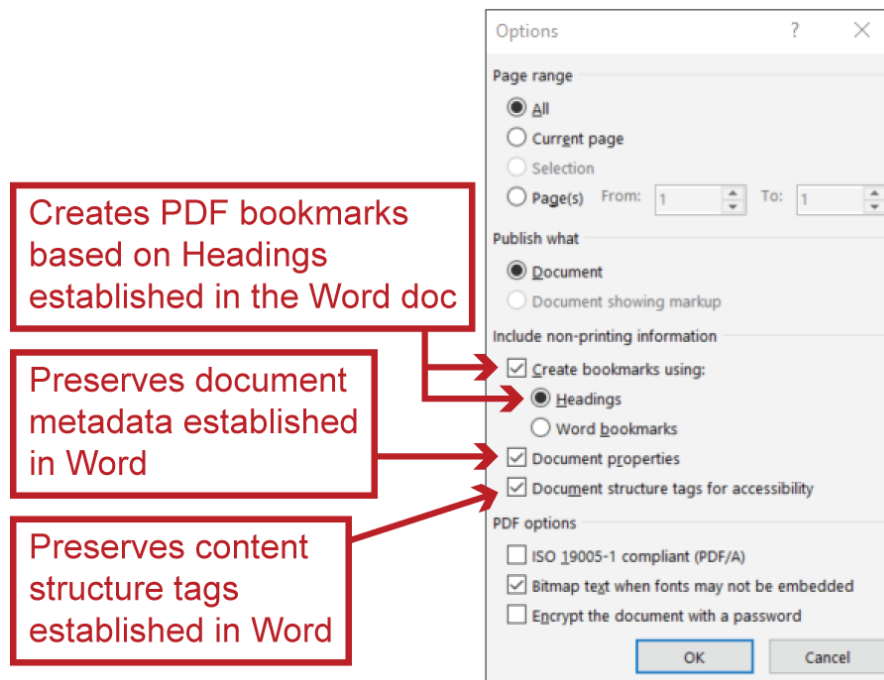 Options ?
Page range
All
Current page
Selection
Page(s) From: 1 To: 1
Publish what
Document
Document showing markup
Include non-printing information
Create bookmarks using:
Headings
Word bookmarks
Document properties
Document structure tags for accessibility
PDF options
ISO 19005-1 compliant (PDF/A)
Bitmap text when fonts may not be embedded
Encrypt the document with a password
OK Cancel
Creates PDF bookmarks
based on Headings
established in the Word doc
Preserves document
metadata established
in Word
Preserves content
structure tags
established in Word